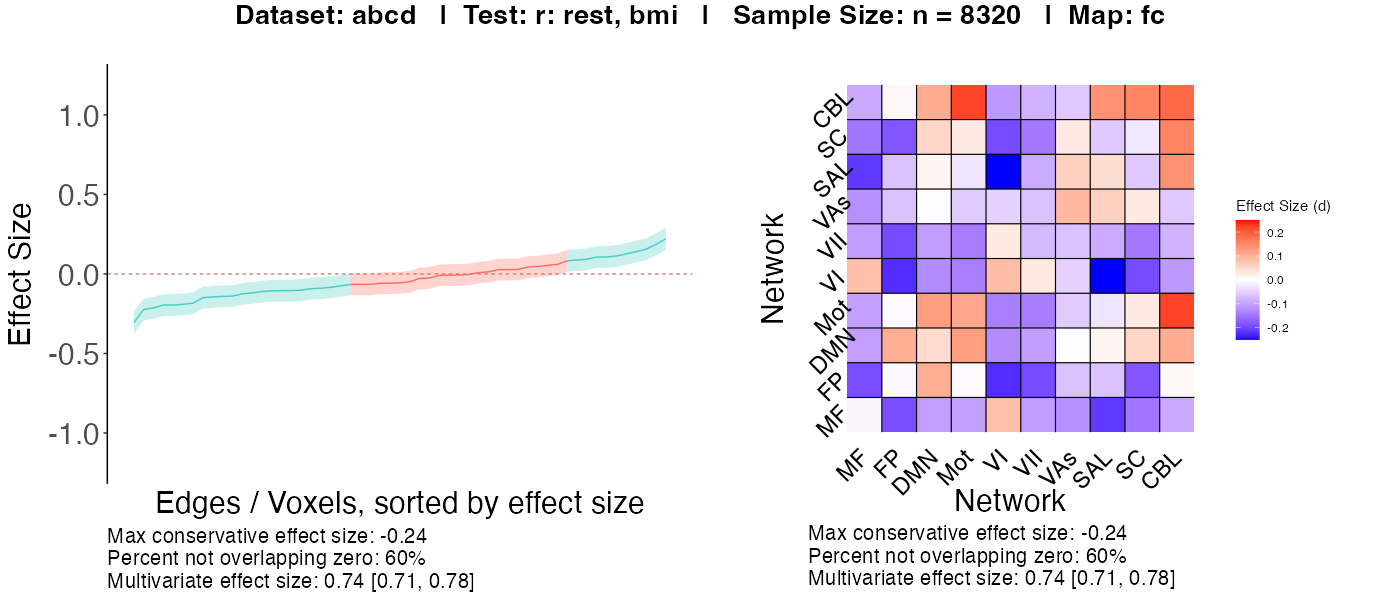 Dataset: abcd | Test: r: rest, bmi | Sample Size: n = 8320 | Map: fc
Effect Size
1.0
0.5
0.0
-0.5
-1.0
Edges / Voxels, sorted by effect size
Max conservative effect size: -0.24
Percent not overlapping zero: 60%
Multivariate effect size: 0.74 [0.71, 0.78]
Network
CBL
SC
SAL
VAs
VII
VI
Mot
DMN
FP
MF
MF
FP
DMN
Mot
VI
VII
VAs
SAL
SC
CBL
Network
Max conservative effect size: -0.24
Percent not overlapping zero: 60%
Multivariate effect size: 0.74 [0.71, 0.78]
Effect Size (d)
0.2
0.1
0.0
-0.1
-0.2